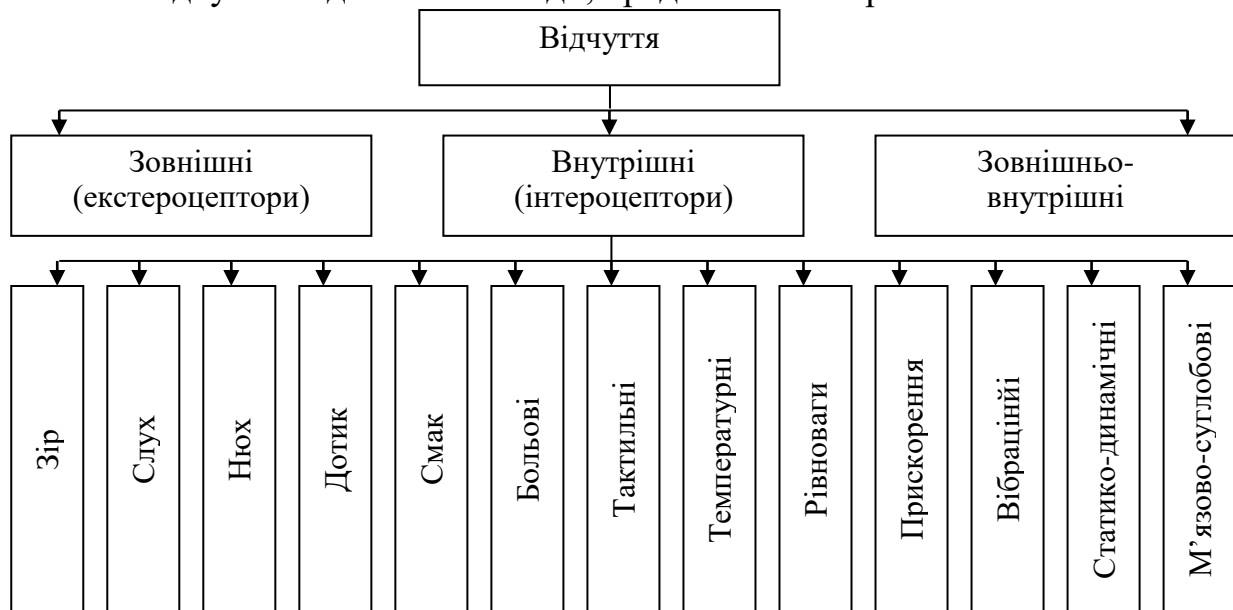 Відчуття
Зовнішні
(екстероцептори)
Внутрішні
(інтероцептори)
Зовнішньо-
внутрішні
Зір
Слух
Нюх
Дотик
Смак
Больові
Тактильні
Температурні
Рівноваги
Прискорення
Вібраційні
Статико-динамічні
М’язово-суглобові